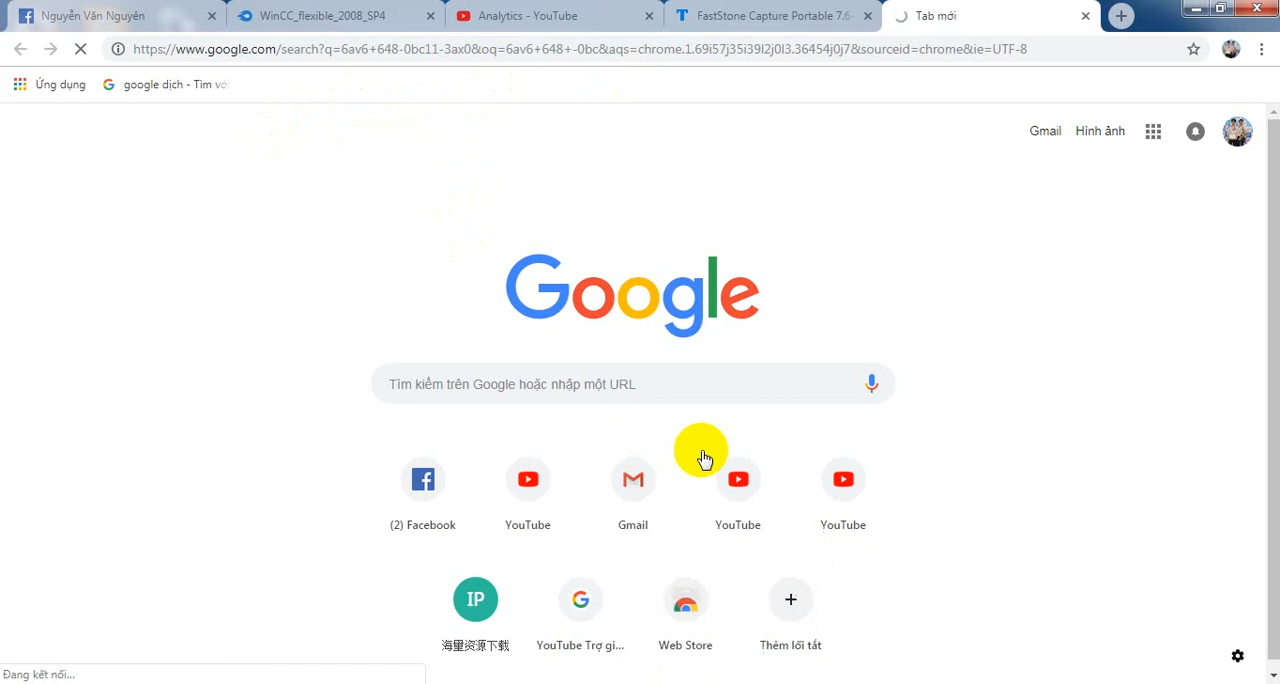 Nguyễn Văn Nguyên
WinCC_flexible_2008_SP4
Analytics - YouTube
FastStone Capture Portable 7.6
Tab mới
https://www.google.com/search?q=6av6+648-0bc11-3ax0&oq=6av6+648+-0bc&aqs=chrome.1.69i57j35i39l2j0l3.36454j0j7&sourceid=chrome&ie=UTF-8
Ứng dụng
google dịch - Tìm với
Gmail
Hình ảnh
Google
Tìm kiếm trên Google hoặc nhập một URL
(2) Facebook
YouTube
Gmail
YouTube
YouTube
IP
海量资源下载
YouTube Trợ gi...
Web Store
Thêm lối tắt
Đang kết nối...